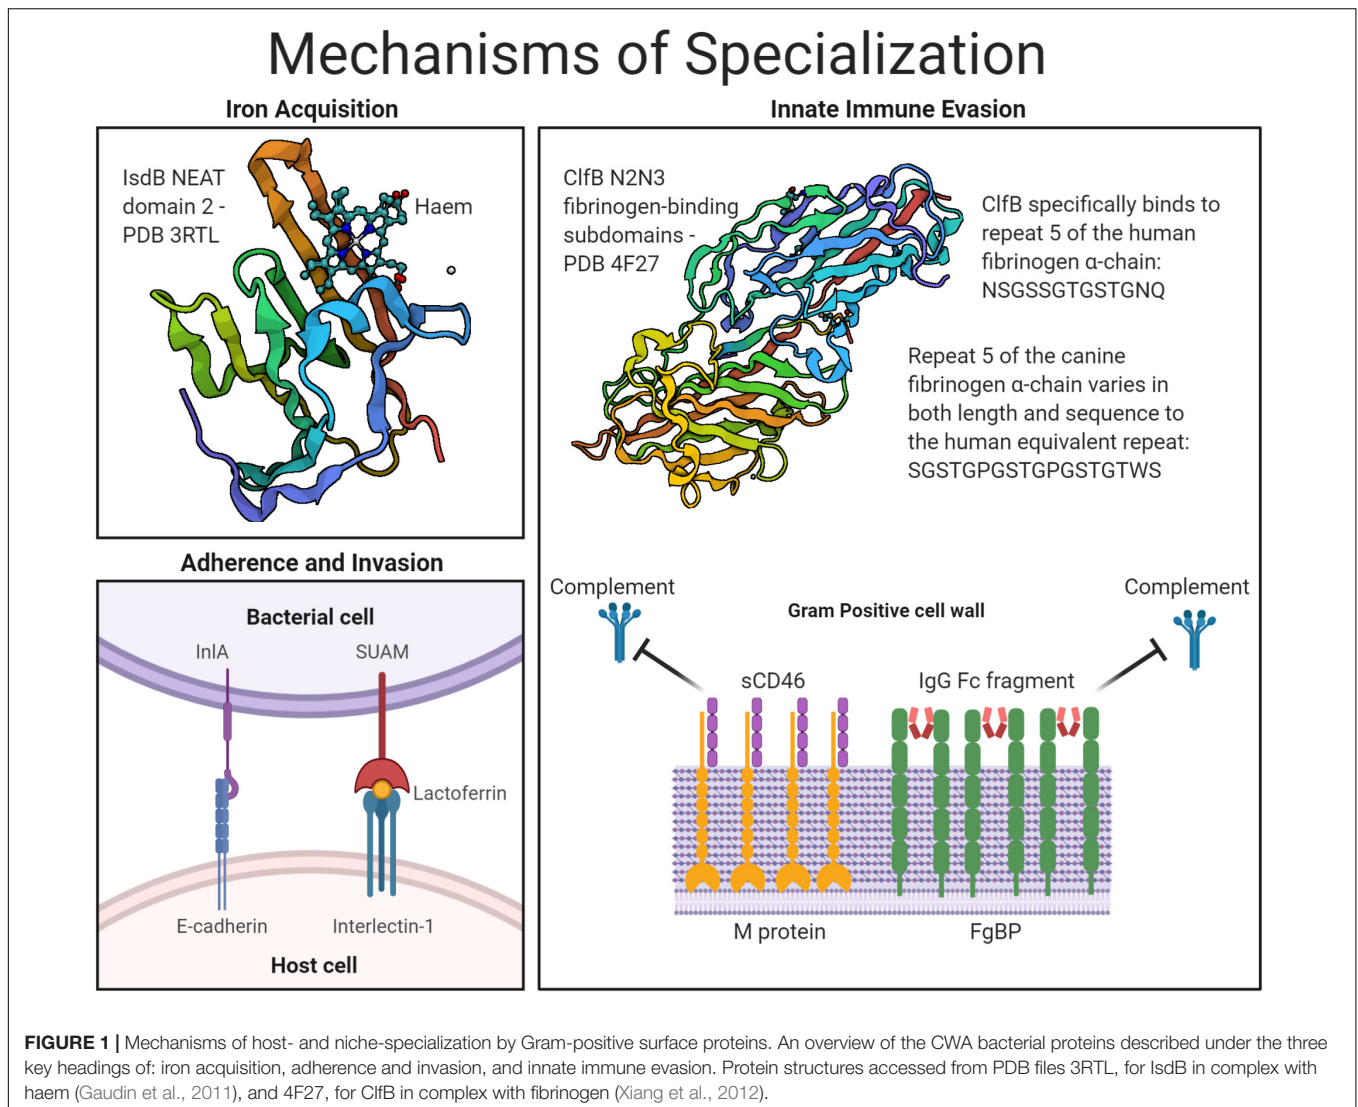 Mechanisms of Specialization
Iron Acquisition
IsdB NEAT
domain 2 -
PDB 3RTL
Haem
Innate Immune Evasion
ClfB N2N3
fibrinogen-binding
subdomains -
PDB 4F27
ClfB specifically binds to
repeat 5 of the human
fibrinogen α-chain:
NSGSSGTGSTGNQ
Repeat 5 of the canine
fibrinogen α-chain varies in
both length and sequence to
the human equivalent repeat:
SGSTGPGSTGPGSTGTWS
Adherence and Invasion
Bacterial cell
InlA
SUAM
Lactoferrin
E-cadherin
Interlectin-1
Host cell
Complement
Gram Positive cell wall
Complement
sCD46
IgG Fc fragment
M protein
FgBP
FIGURE 1 | Mechanisms of host- and niche-specialization by Gram-positive surface proteins. An overview of the CWA bacterial proteins described under the three
key headings of: iron acquisition, adherence and invasion, and innate immune evasion. Protein structures accessed from PDB files 3RTL, for IsdB in complex with
haem (Gaudin et al., 2011), and 4F27, for ClfB in complex with fibrinogen (Xiang et al., 2012).